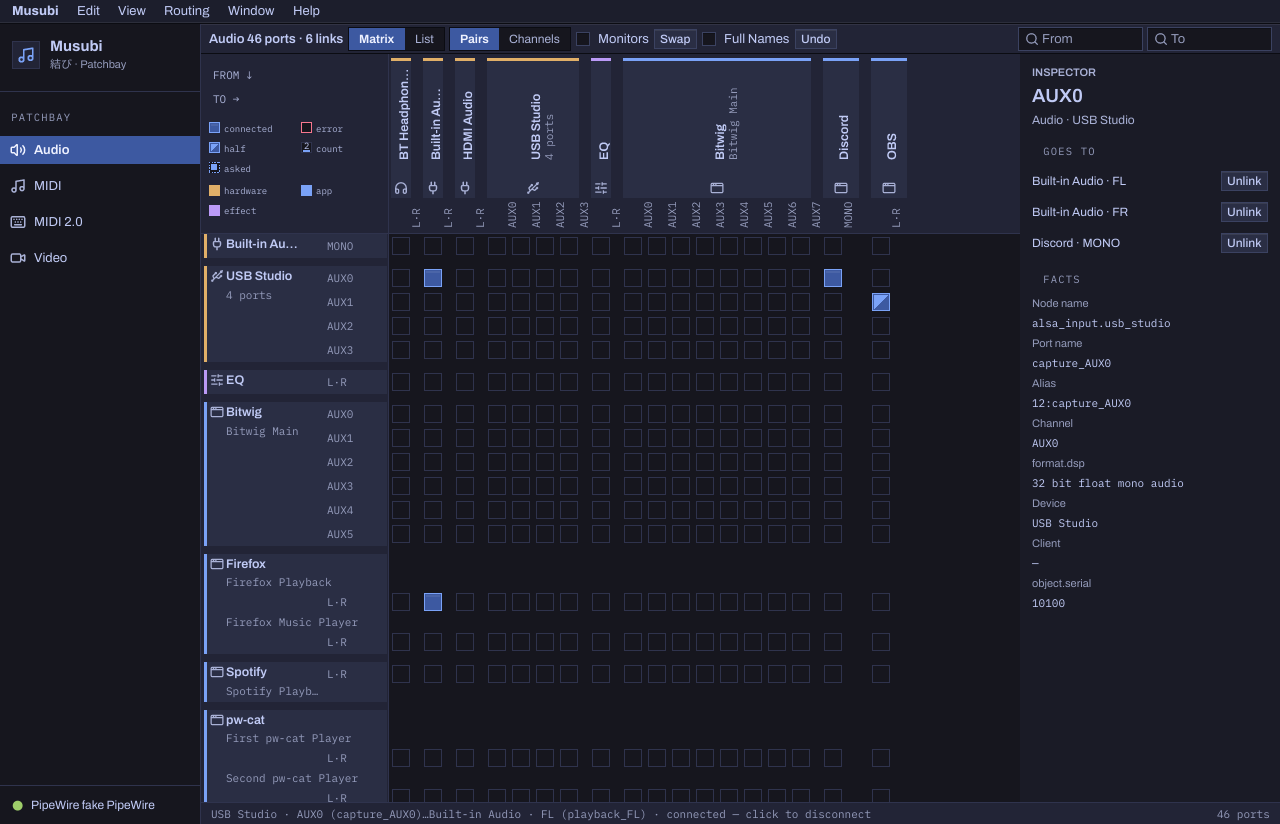 Musubi Edit View Routing Window Help
Musubi
結び · Patchbay
PATCHBAY
Audio
MIDI
MIDI 2.0
Video
PipeWire fake PipeWire
Audio 46 ports · 6 links Matrix List Pairs Channels Monitors Swap Full Names Undo From To
FROM ↓
TO →
connected error
half 2 count
asked
hardware app
effect
BT Headphon…
Built-in Au…
HDMI Audio
USB Studio
4 ports
EQ
Bitwig
Bitwig Main
Discord
OBS
L·R L·R L·R AUX0 AUX1 AUX2 AUX3 L·R AUX0 AUX1 AUX2 AUX3 AUX4 AUX5 AUX6 AUX7 MONO L·R
Built-in Au… MONO
USB Studio AUX0
4 ports
AUX1
AUX2
AUX3
EQ L·R
Bitwig AUX0
Bitwig Main
AUX1
AUX2
AUX3
AUX4
AUX5
Firefox
Firefox Playback
L·R
Firefox Music Player
L·R
Spotify L·R
Spotify Playb…
pw-cat
First pw-cat Player
L·R
Second pw-cat Player
L·R
INSPECTOR
AUX0
Audio · USB Studio
GOES TO
Built-in Audio · FL Unlink
Built-in Audio · FR Unlink
Discord · MONO Unlink
FACTS
Node name
alsa_input.usb_studio
Port name
capture_AUX0
Alias
12:capture_AUX0
Channel
AUX0
format.dsp
32 bit float mono audio
Device
USB Studio
Client
—
object.serial
10100
USB Studio · AUX0 (capture_AUX0)…Built-in Audio · FL (playback_FL) · connected — click to disconnect 46 ports